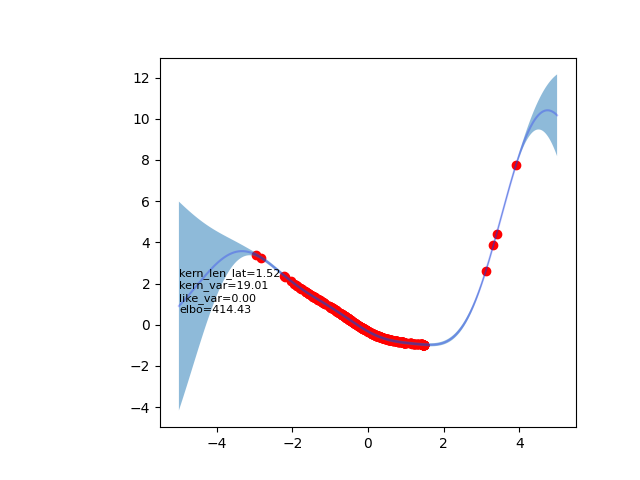 12
10
8
6
4
2
0
−2
−4
kern_len_lat=1.52
kern_var=19.01
like_var=0.00
elbo=414.43
−4 −2 0 2 4